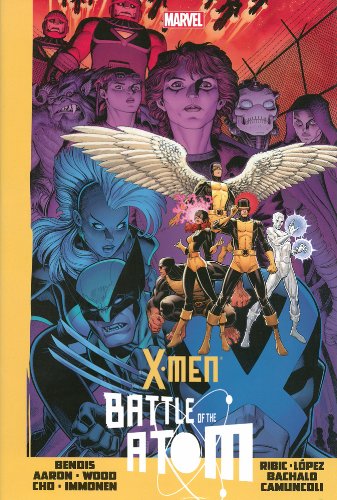 MARVEL
X-MEN
BATTLE OF THE
ATOM
BENDIS
AARON · WOOD
CHO · IMMONEN
RIBIC · LÓPEZ
BACHALO
CAMUNCOLI